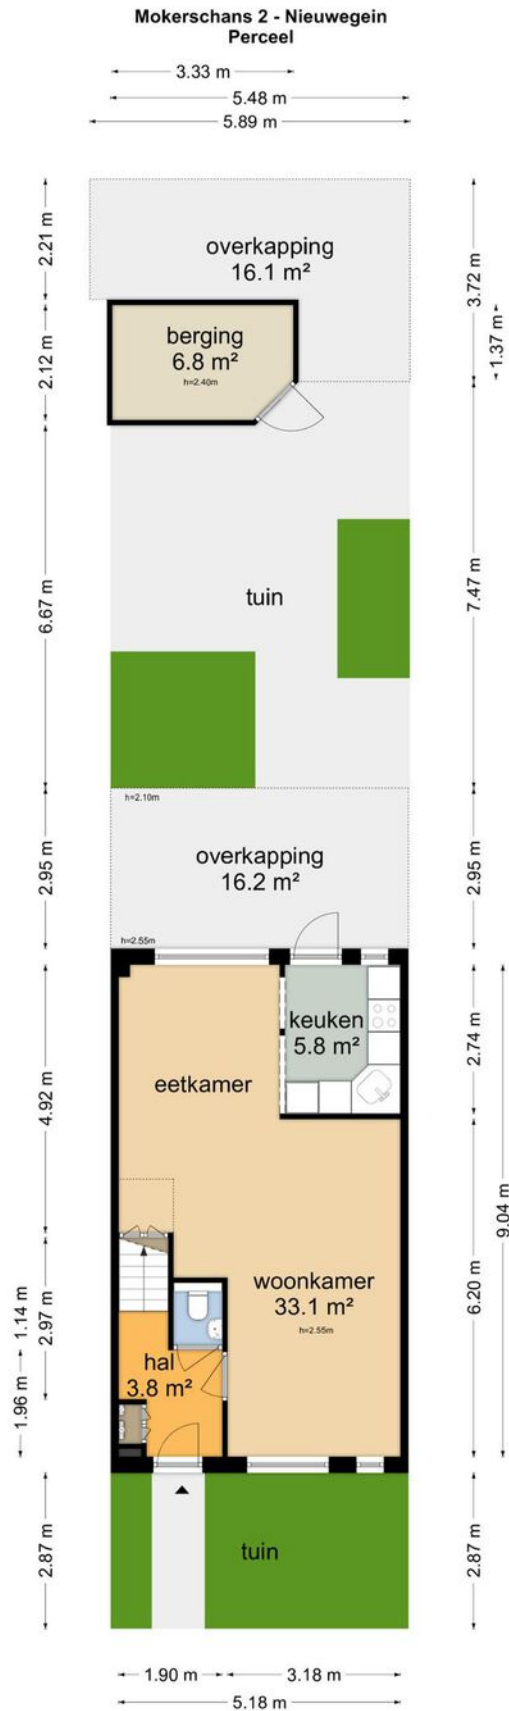 Mokerschans 2 - Nieuwegein
Perceel
3.33 m
5.48 m
5.89 m
2.21 m
3.72 m
overkapping
16.1 m²
1.37 m
2.12 m
berging
6.8 m²
h=2.40m
6.67 m
7.47 m
tuin
h=2.10m
2.95 m
2.95 m
overkapping
16.2 m²
h=2.55m
keuken
5.8 m²
2.74 m
4.92 m
eetkamer
9.04 m
6.20 m
woonkamer
33.1 m²
h=2.55m
1.14 m
2.97 m
1.96 m
hal
3.8 m²
2.87 m
2.87 m
tuin
1.90 m
3.18 m
5.18 m